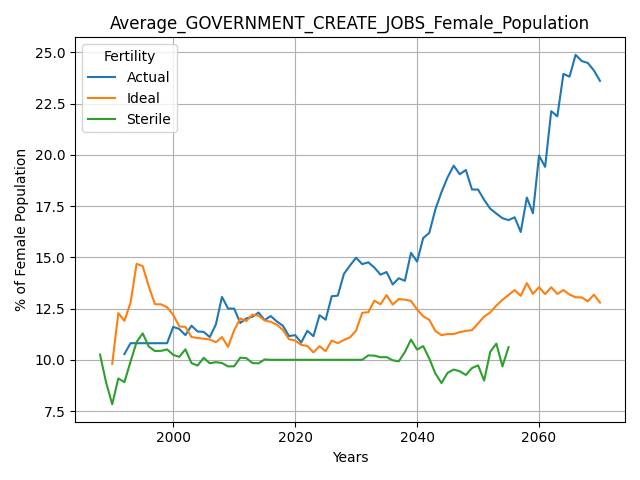 Average_GOVERNMENT_CREATE_JOBS_Female_Population
Fertility
Actual
Ideal
Sterile
% of Female Population
25.0
22.5
20.0
17.5
15.0
12.5
10.0
7.5
2000
2020
2040
2060
Years